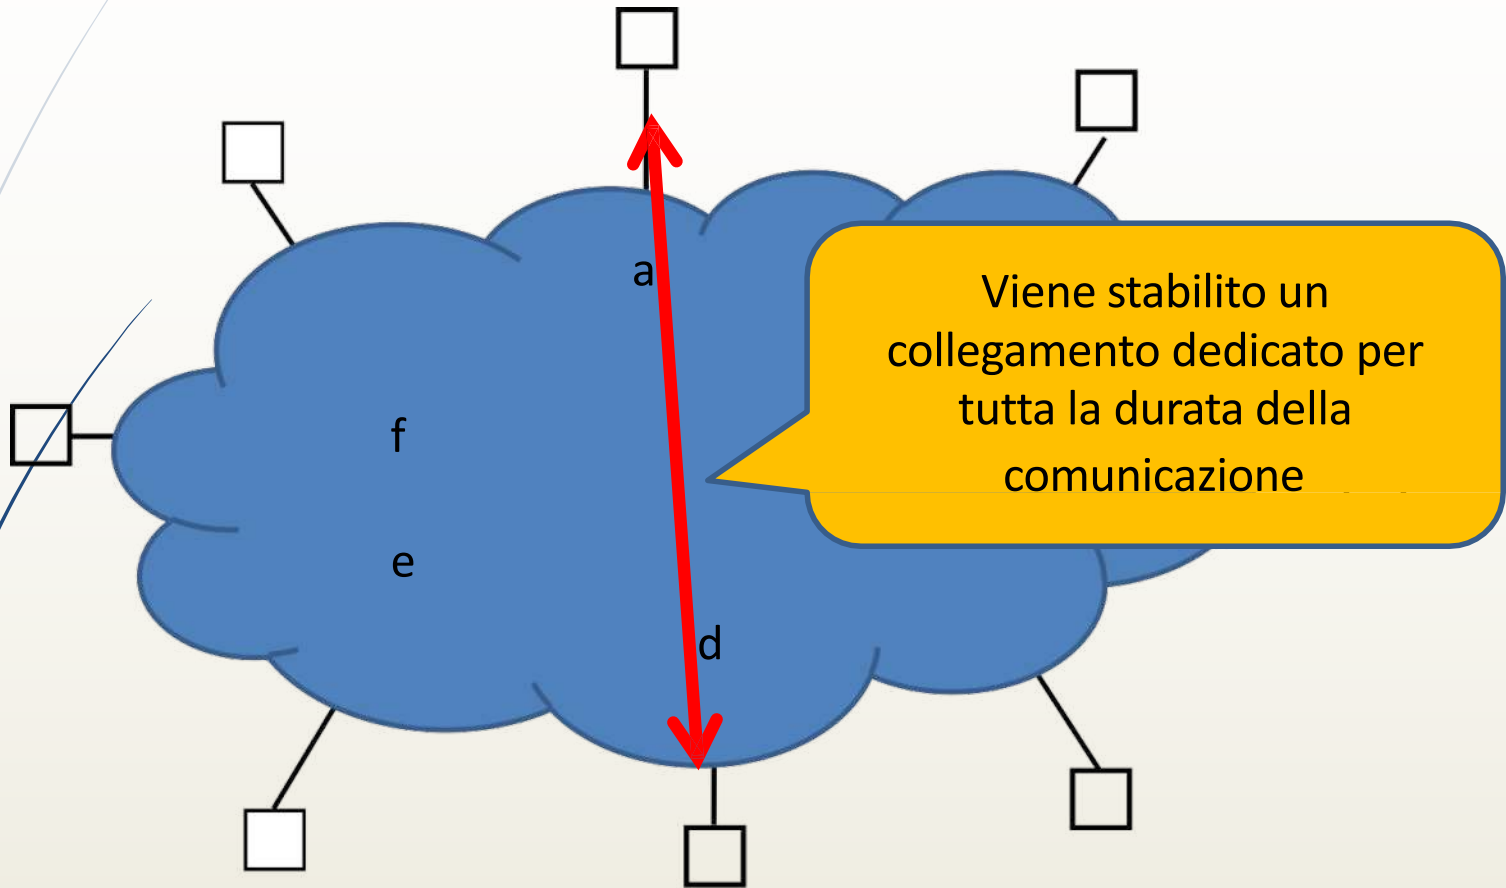 a
Viene stabilito un
collegamento dedicato per
tutta la durata della
comunicazione
f
e
d